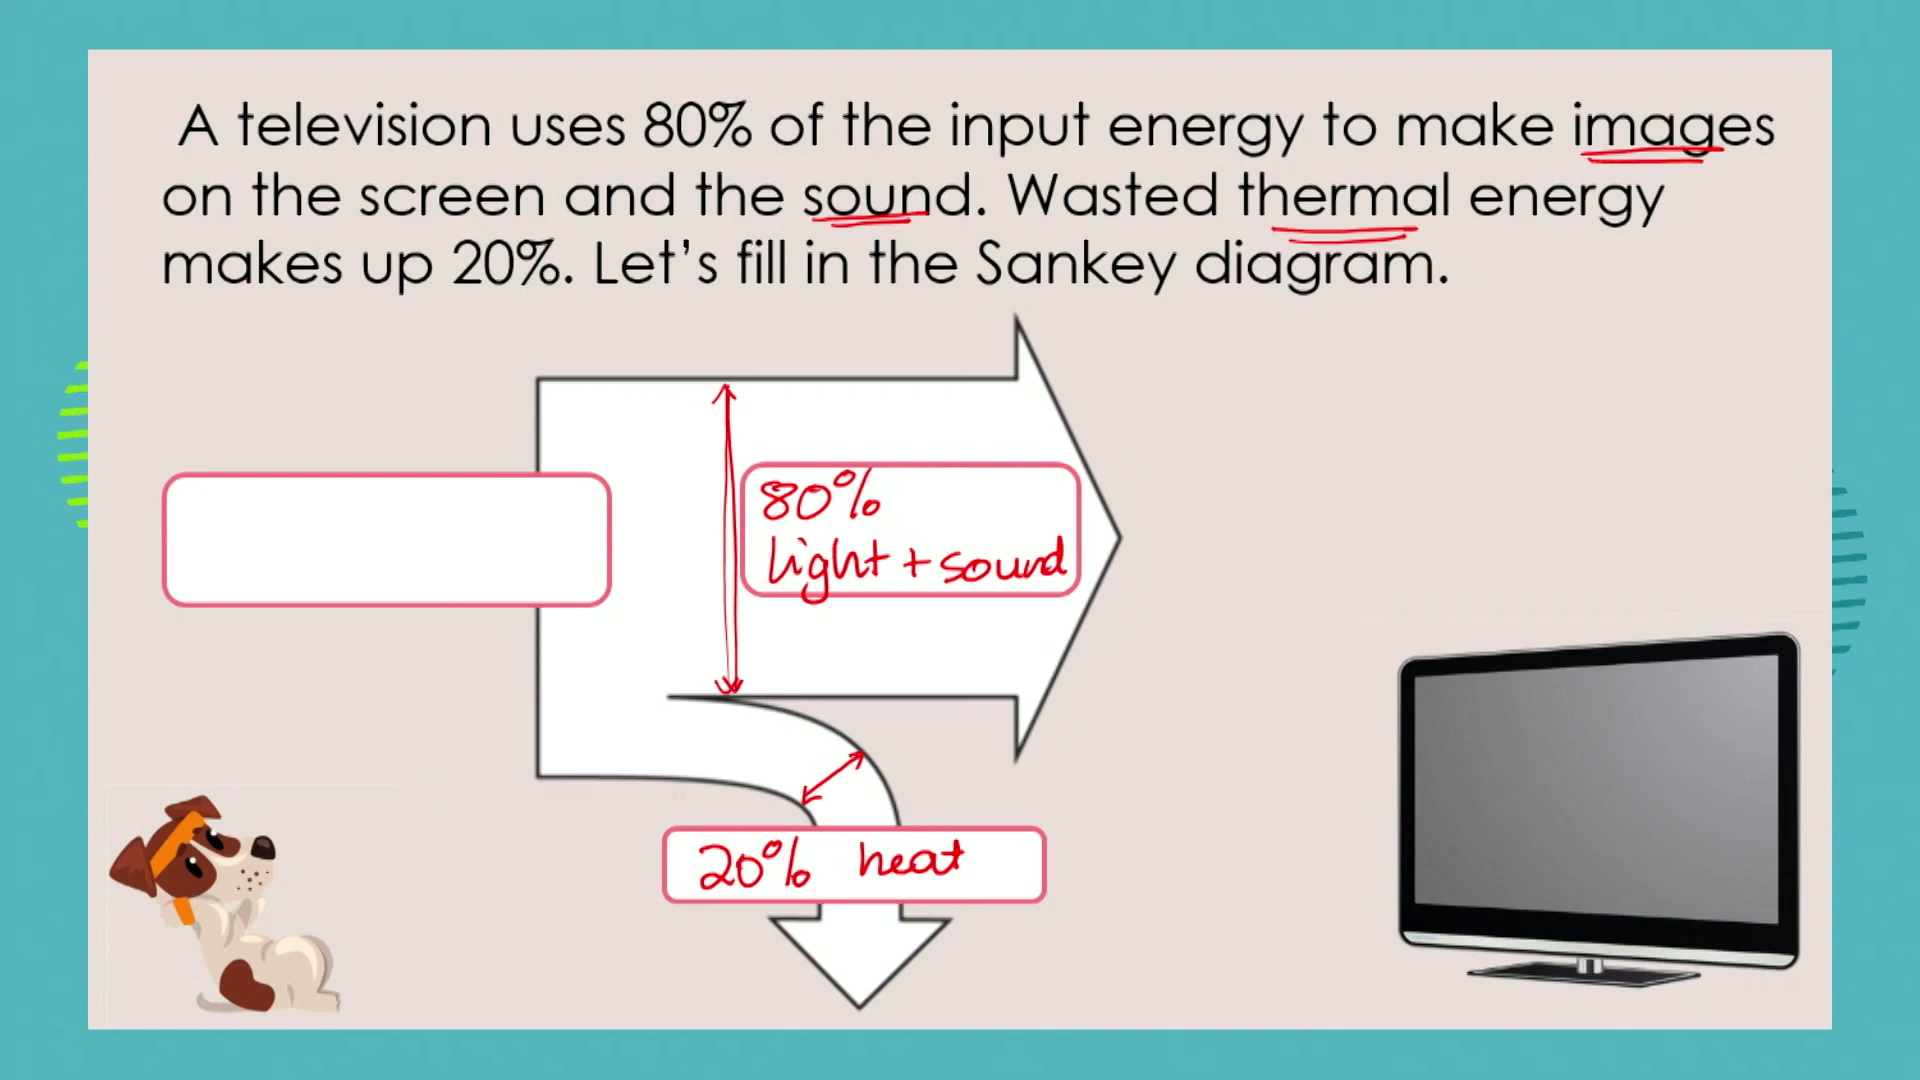 A television uses 80% of the input energy to make images
on the screen and the sound. Wasted thermal energy
makes up 20%. Let’s fill in the Sankey diagram.
80%
light + sound
20% heat